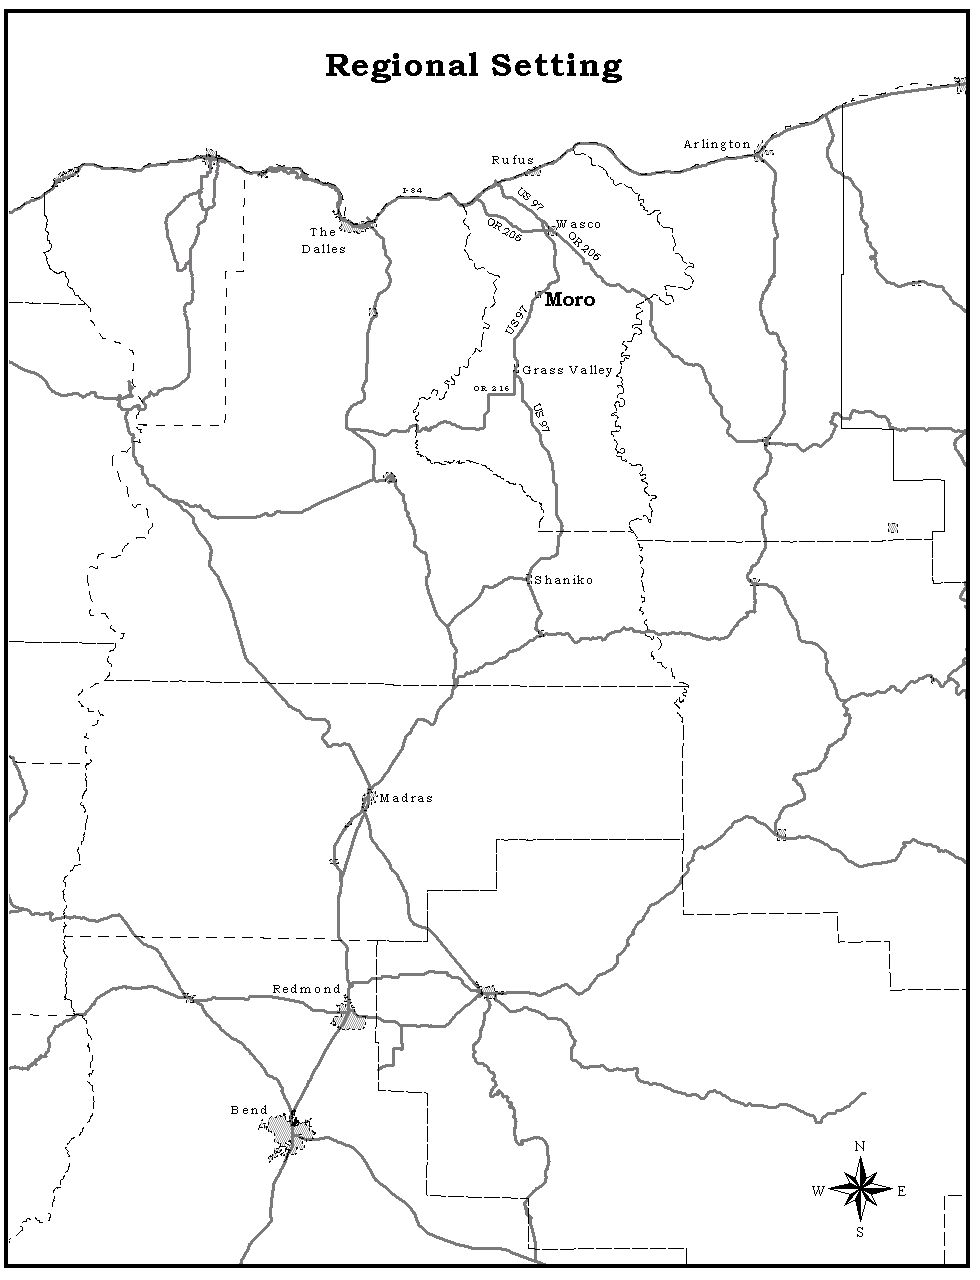 Regional Setting
Arlington
Rufus
I-84
US 97
OR 206
Wasco
OR 206
The
Dalles
Moro
US 97
Grass Valley
OR 216
US 97
Shaniko
Madras
Redmond
Bend
N
W
E
S